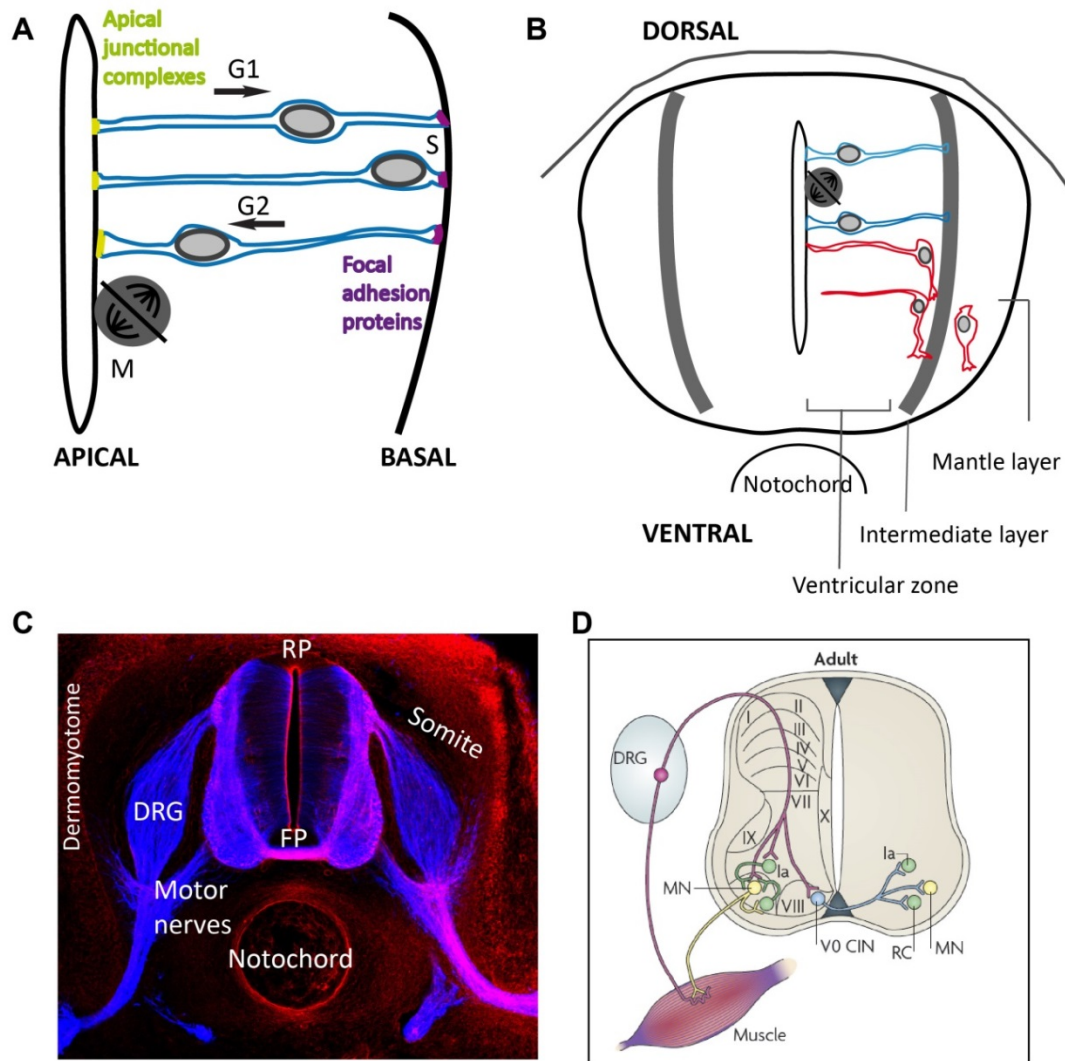 A
Apical
junctional
complexes
G1
S
G2
Focal
adhesion
proteins
M
APICAL
BASAL
B
DORSAL
Notochord
Mantle layer
VENTRAL
Intermediate layer
Ventricular zone
C
RP
Dermomyotome
Somite
DRG
FP
Motor
nerves
Notochord
D
Adult
DRG
I
II
III
IV
V
VI
VII
X
IX
Ia
Ia
MN
VIII
V0 CIN
RC
MN
Muscle